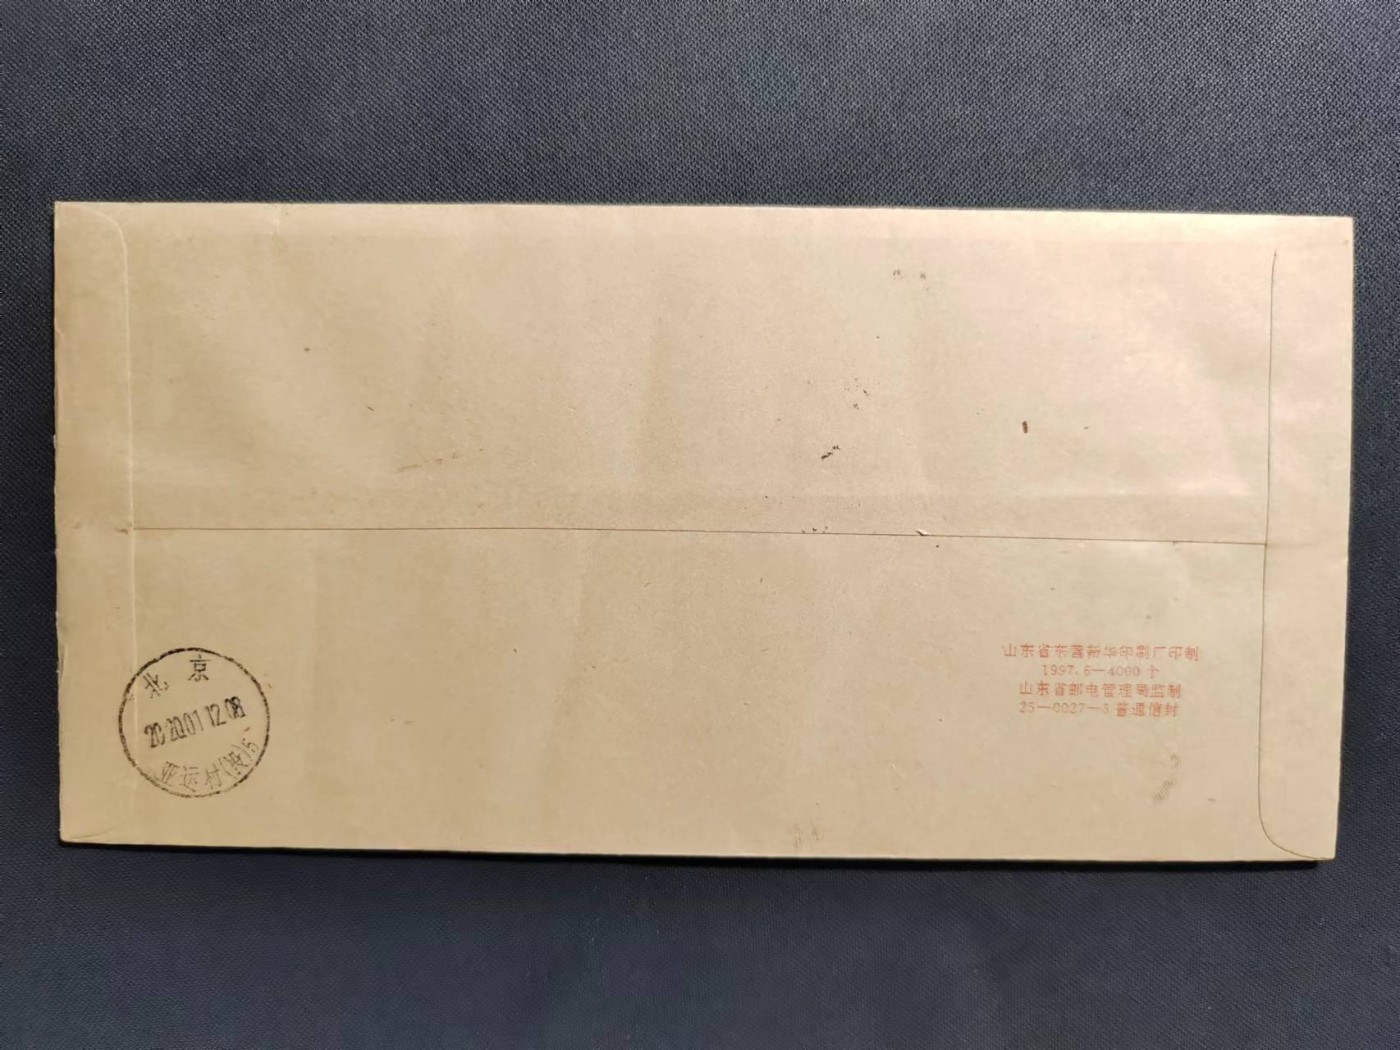 北京
2020.01.12.08
亚运村(投)5
山东省东营新华印刷厂印制
1997.6—4000个
山东省邮电管理局监制
25—0027—5 普通信封